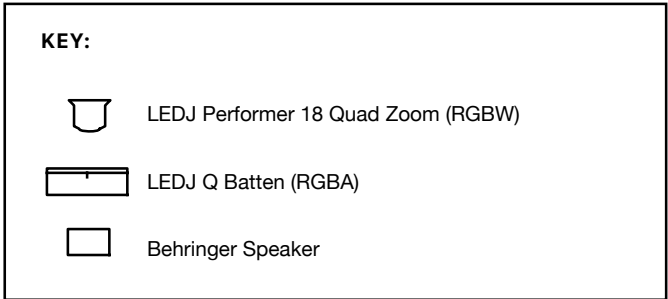 KEY:
LEDJ Performer 18 Quad Zoom (RGBW)
LEDJ Q Batten (RGBA)
Behringer Speaker